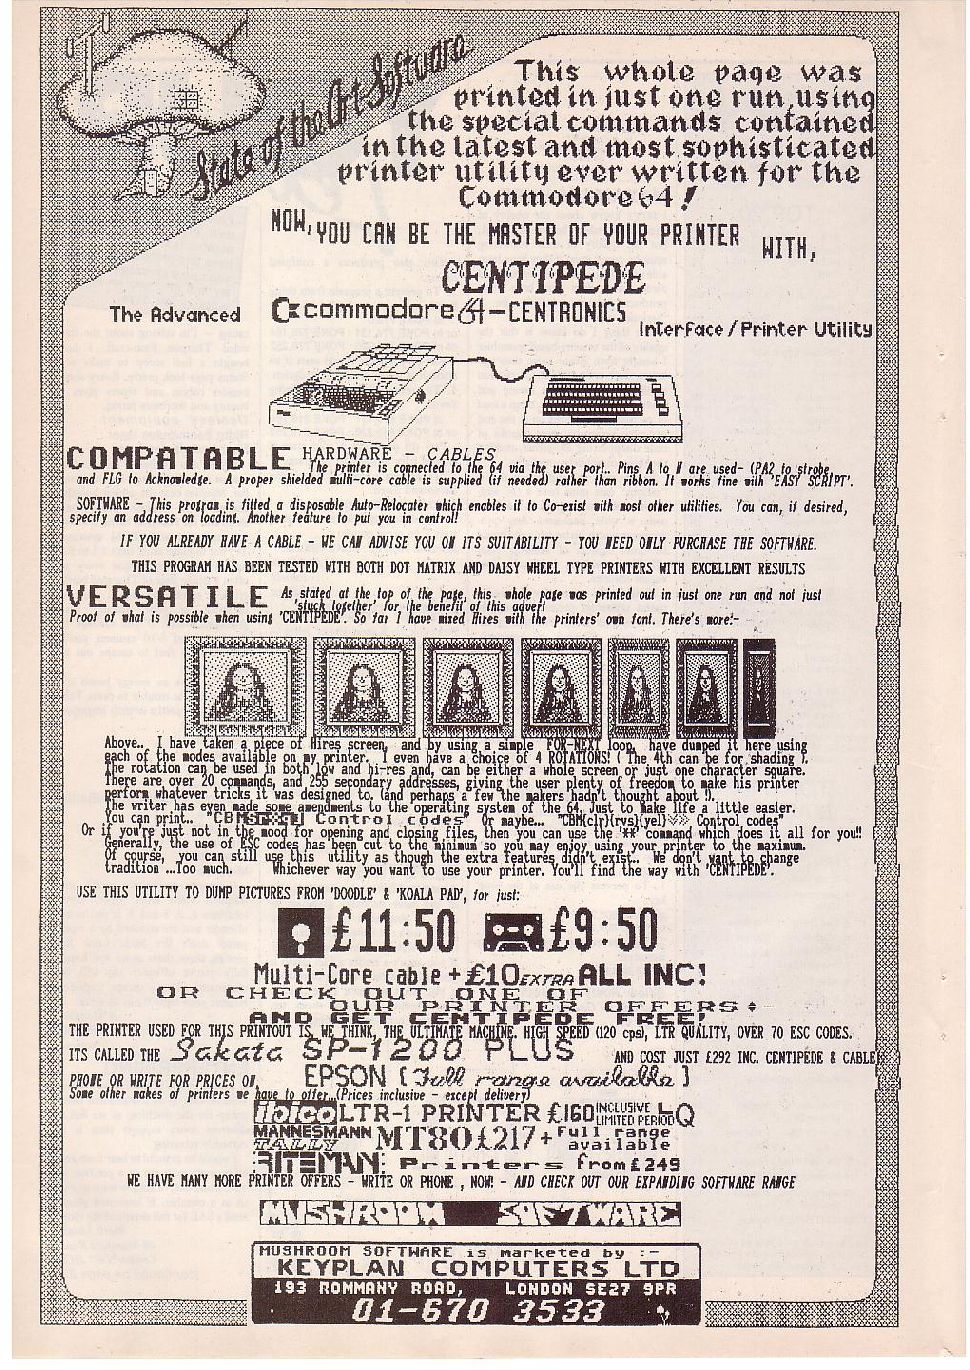 State of the Art Software
This whole page was
printed in just one run, using
the special commands contained
in the latest and most sophisticated
printer utility ever written for the
Commodore 64!
NOW, YOU CAN BE THE MASTER OF YOUR PRINTER WITH,
CENTIPEDE
The Advanced commodore 64-CENTRONICS Interface/Printer Utility
COMPATABLE HARDWARE - CABLES
The printer is connected to the 64 via the user port.. Pins A to N are used- (PA2 to strobe,
and FLG to Acknowledge. A proper shielded multi-core cable is supplied (if needed) rather than ribbon. It works fine with 'EASY SCRIPT'.
SOFTWARE - This program is fitted a disposable Auto-Relocater which enables it to Co-exist with most other utilities. You can, if desired,
specify an address on locdint. Another feature to put you in control!
IF YOU ALREADY HAVE A CABLE - WE CAN ADVISE YOU ON ITS SUITABILITY - YOU NEED ONLY PURCHASE THE SOFTWARE.
THIS PROGRAM HAS BEEN TESTED WITH BOTH DOT MATRIX AND DAISY WHEEL TYPE PRINTERS WITH EXCELLENT RESULTS
VERSATILE As stated at the top of the page, this whole page was printed out in just one run and not just
'stuck together' for the benefit of this advert
Proof of what is possible when using 'CENTIPEDE'. So far I have mixed Hires with the printers' own font. There's more:-
Above.. I have taken a piece of Hires screen, and by using a simple FOR-NEXT loop, have dumped it here using
each of the modes available on my printer. I even have a choice of 4 ROTATIONS! ( The 4th can be for shading ).
The rotation can be used in both low and hi-res and, can be either a whole screen or just one character square.
There are over 20 commands, and 255 secondary addresses, giving the user plenty of freedom to make his printer
perform whatever tricks it was designed to. (and perhaps a few the makers hadn't thought about !).
The writer has even made some amendments to the operating system of the 64. Just to make life a little easier.
You can print.. "CBM Control codes" Or maybe... "CBM{clr}{rvs}{yel} Control codes"
Or if you're just not in the mood for opening and closing files, then you can use the '**' command which does it all for you!!
Generally, the use of ESC codes has been cut to the minimum so you may enjoy using your printer to the maximum.
Of course, you can still use this utility as though the extra features didn't exist.. We don't want to change
tradition ...Too much. Whichever way you want to use your printer. You'll find the way with 'CENTIPEDE'.
USE THIS UTILITY TO DUMP PICTURES FROM 'DOODLE' & 'KOALA PAD', for just:
£11:50 £9:50
Multi-Core cable + £10 EXTRA ALL INC!
OR CHECK OUT ONE OF
OUR PRINTER OFFERS :
AND GET CENTIPEDE FREE!
THE PRINTER USED FOR THIS PRINTOUT IS, WE THINK, THE ULTIMATE MACHINE. HIGH SPEED (120 cps), LTR QUALITY, OVER 70 ESC CODES.
ITS CALLED THE Sakata SP-1200 PLUS AND COST JUST £292 INC. CENTIPEDE & CABLE
PHONE OR WRITE FOR PRICES ON, EPSON (Full range available)
Some other makes of printers we have to offer..(Prices inclusive - except delivery)
ibico LTR-1 PRINTER £160 INCLUSIVE LIMITED PERIOD LQ
MANNESMANN TALLY MT80 £217 + Full range available
RITEMAN: Printers from £249
WE HAVE MANY MORE PRINTER OFFERS - WRITE OR PHONE , NOW! - AND CHECK OUT OUR EXPANDING SOFTWARE RANGE
MUSHROOM SOFTWARE
MUSHROOM SOFTWARE is marketed by :-
KEYPLAN COMPUTERS LTD
193 ROMMANY ROAD, LONDON SE27 9PR
01-670 3533